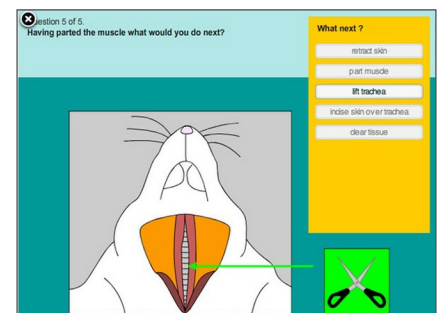 estion 5 of 5.
Having parted the muscle what would you do next?
What next ?
retract skin
part muscle
lift trachea
incise skin over trachea
clear tissue